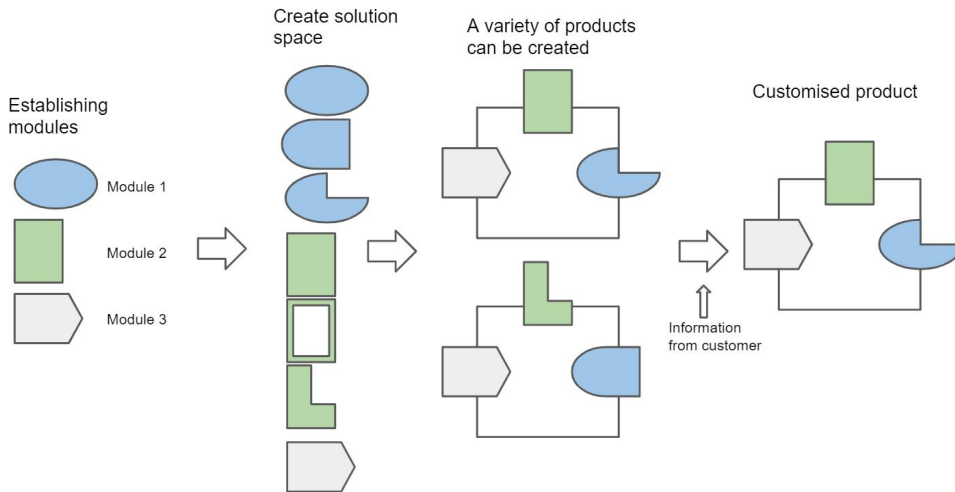 Establishing
modules
Module 1
Module 2
Module 3
Create solution
space
A variety of products
can be created
Information
from customer
Customised product